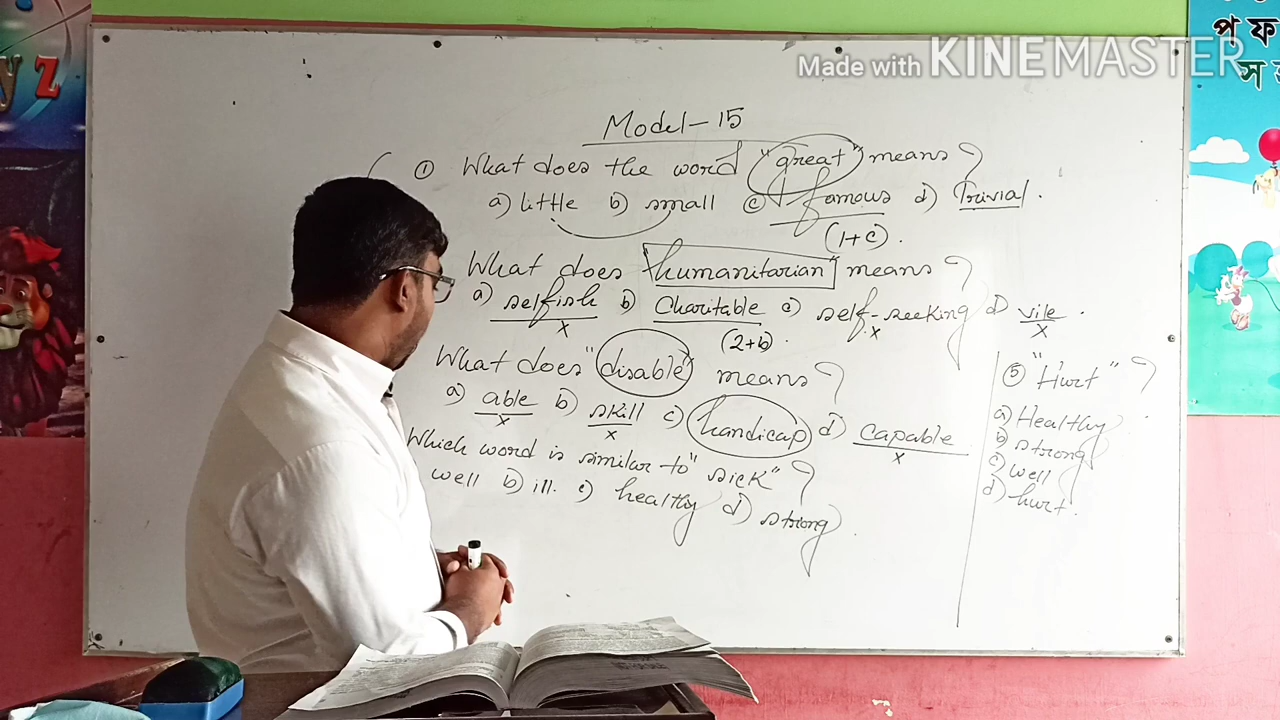 Made with KINEMASTER
Model-15
① What does the word "great" means?
a) little b) small c) famous d) Trivial.
(1+c).
What does "humanitarian" means?
a) selfish b) Charitable c) self-seeking d) vile.
x x x
(2+b).
What does "disable" means?
a) able b) skill c) handicap d) capable
x x x
Which word is similar to "sick"?
well b) ill. c) healthy d) strong
⑤ "Hurt"?
a) Healthy
b) strong
c) well
d) hurt.
y z
প ফ
স